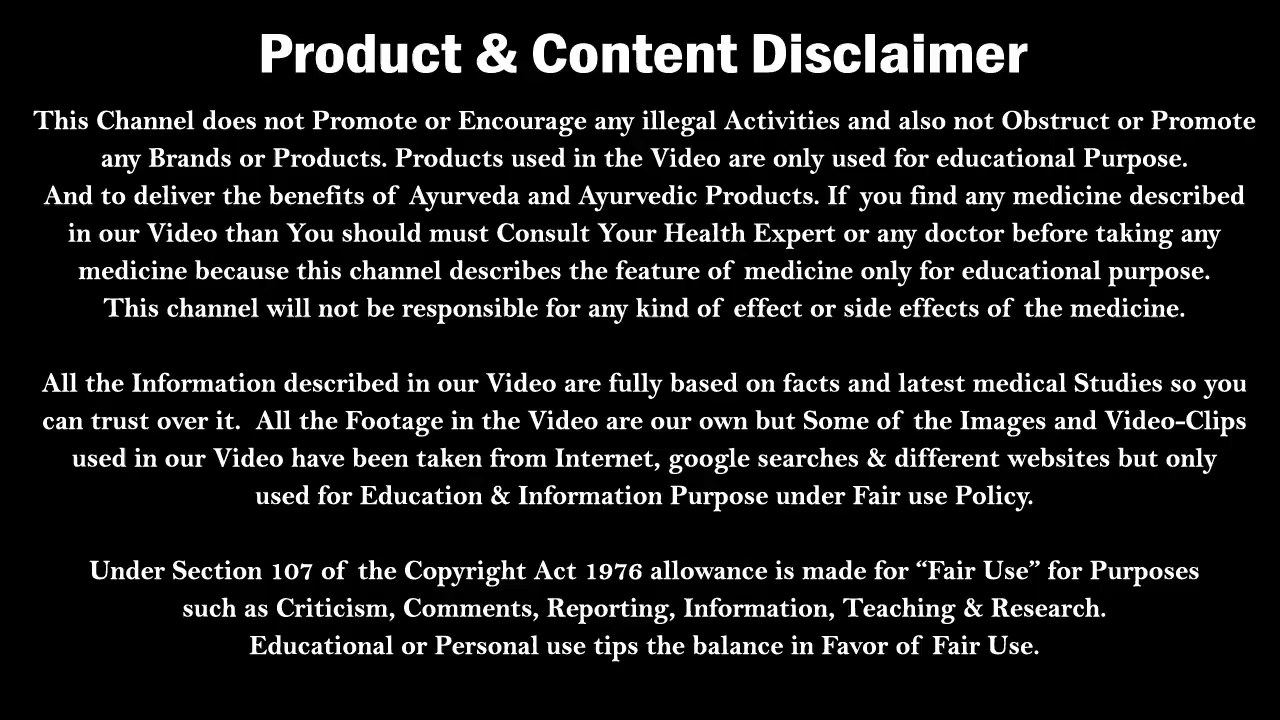 Product & Content Disclaimer
This Channel does not Promote or Encourage any illegal Activities and also not Obstruct or Promote
any Brands or Products. Products used in the Video are only used for educational Purpose.
And to deliver the benefits of Ayurveda and Ayurvedic Products. If you find any medicine described
in our Video than You should must Consult Your Health Expert or any doctor before taking any
medicine because this channel describes the feature of medicine only for educational purpose.
This channel will not be responsible for any kind of effect or side effects of the medicine.
All the Information described in our Video are fully based on facts and latest medical Studies so you
can trust over it. All the Footage in the Video are our own but Some of the Images and Video-Clips
used in our Video have been taken from Internet, google searches & different websites but only
used for Education & Information Purpose under Fair use Policy.
Under Section 107 of the Copyright Act 1976 allowance is made for “Fair Use” for Purposes
such as Criticism, Comments, Reporting, Information, Teaching & Research.
Educational or Personal use tips the balance in Favor of Fair Use.